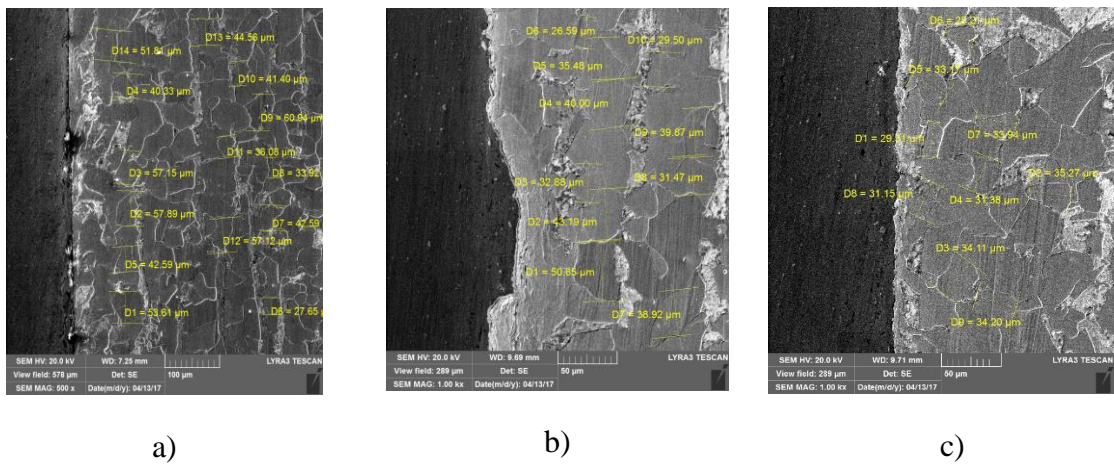 D13 = 44.56 µm
D14 = 51.81 µm
D10 = 41.40 µm
D4 = 40.33 µm
D9 = 60.94 µm
D11 = 36.08 µm
D3 = 57.15 µm
D8 = 33.92
D2 = 57.89 µm
D7 = 42.59
D12 = 57.12 µm
D5 = 42.59 µm
D1 = 53.61 µm
D6 = 27.65
SEM HV: 20.0 kV WD: 7.25 mm LYRA3 TESCAN
View field: 578 µm Det: SE 100 µm
SEM MAG: 500 x Date(m/d/y): 04/13/17
a)
D6 = 26.59 µm
D10 = 29.50 µm
D5 = 35.48 µm
D4 = 40.00 µm
D9 = 39.87 µm
D8 = 31.47 µm
D3 = 32.88 µm
D2 = 43.19 µm
D1 = 50.65 µm
D7 = 38.92 µm
SEM HV: 20.0 kV WD: 9.69 mm LYRA3 TESCAN
View field: 289 µm Det: SE 50 µm
SEM MAG: 1.00 kx Date(m/d/y): 04/13/17
b)
D5 = 33.17 µm
D7 = 33.94 µm
D1 = 29.51 µm
D2 = 35.27 µm
D8 = 31.15 µm
D4 = 31.38 µm
D3 = 34.11 µm
D9 = 34.20 µm
SEM HV: 20.0 kV WD: 9.71 mm LYRA3 TESCAN
View field: 289 µm Det: SE 50 µm
SEM MAG: 1.00 kx Date(m/d/y): 04/13/17
c)